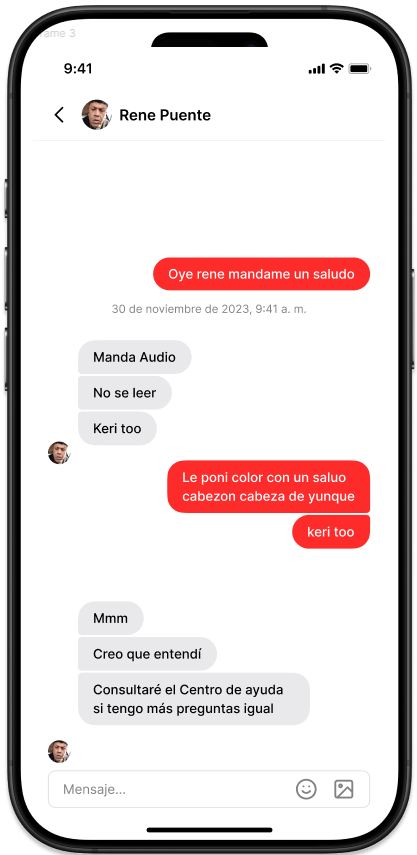 ame 3
9:41
Rene Puente
Oye rene mandame un saludo
30 de noviembre de 2023, 9:41 a. m.
Manda Audio
No se leer
Keri too
Le poni color con un saluo
cabezon cabeza de yunque
keri too
Mmm
Creo que entendí
Consultaré el Centro de ayuda
si tengo más preguntas igual
Mensaje...